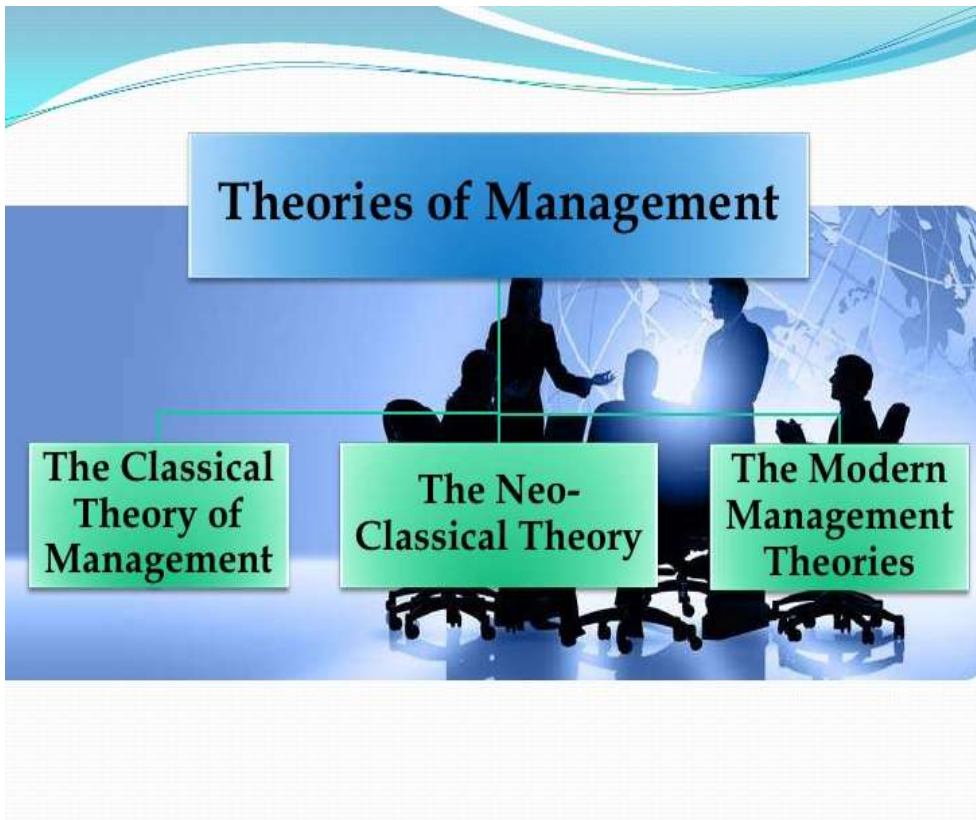 Theories of Management
The Classical
Theory of
Management
The Neo-
Classical Theory
The Modern
Management
Theories